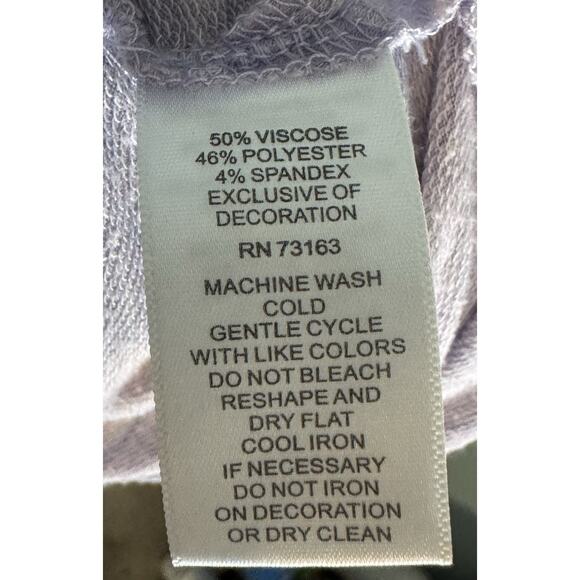 50% VISCOSE
46% POLYESTER
4% SPANDEX
EXCLUSIVE OF
DECORATION
RN 73163
MACHINE WASH
COLD
GENTLE CYCLE
WITH LIKE COLORS
DO NOT BLEACH
RESHAPE AND
DRY FLAT
COOL IRON
IF NECESSARY
DO NOT IRON
ON DECORATION
OR DRY CLEAN